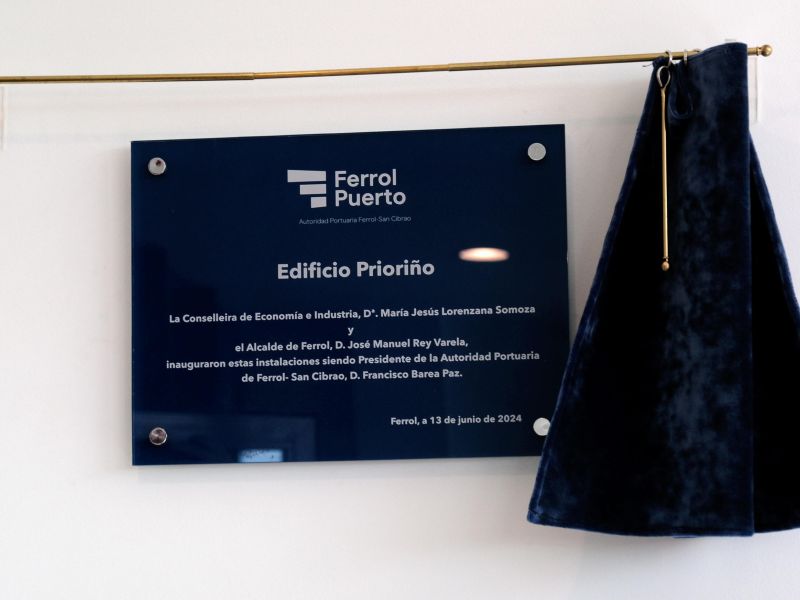 Ferrol
Puerto
Autoridad Portuaria Ferrol-San Cibrao
Edificio Prioriño
La Conselleira de Economía e Industria, Dª. María Jesús Lorenzana Somoza
y
el Alcalde de Ferrol, D. José Manuel Rey Varela,
inauguraron estas instalaciones siendo Presidente de la Autoridad Portuaria
de Ferrol- San Cibrao, D. Francisco Barea Paz.
Ferrol, a 13 de junio de 2024